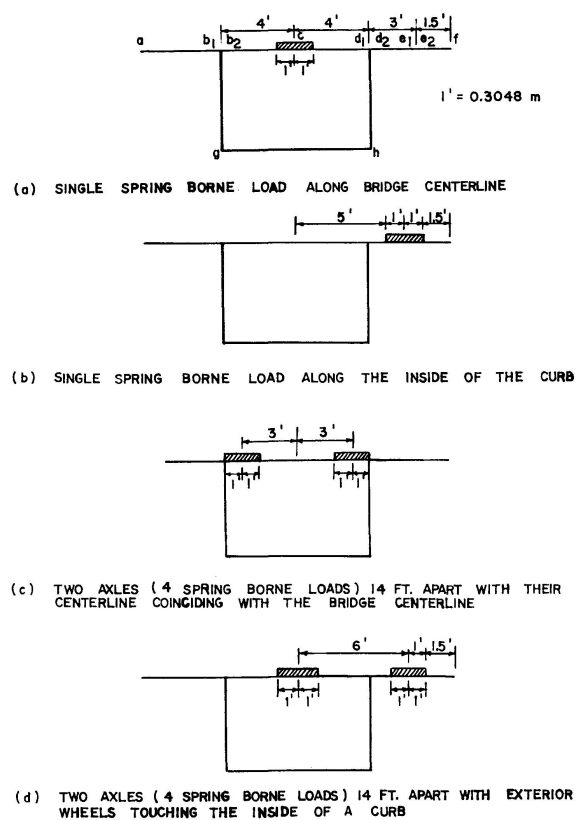 4' 4' 3' 1.5'
a b1 b2 c d1 d2 e1 e2 f
1' 1'
1' = 0.3048 m
g h
(a) SINGLE SPRING BORNE LOAD ALONG BRIDGE CENTERLINE
5' 1' 1' 1.5'
(b) SINGLE SPRING BORNE LOAD ALONG THE INSIDE OF THE CURB
3' 3'
1' 1' 1' 1'
(c) TWO AXLES (4 SPRING BORNE LOADS) 14 FT. APART WITH THEIR
CENTERLINE COINCIDING WITH THE BRIDGE CENTERLINE
6' 1' 1.5'
1' 1' 1' 1'
(d) TWO AXLES (4 SPRING BORNE LOADS) 14 FT. APART WITH EXTERIOR
WHEELS TOUCHING THE INSIDE OF A CURB